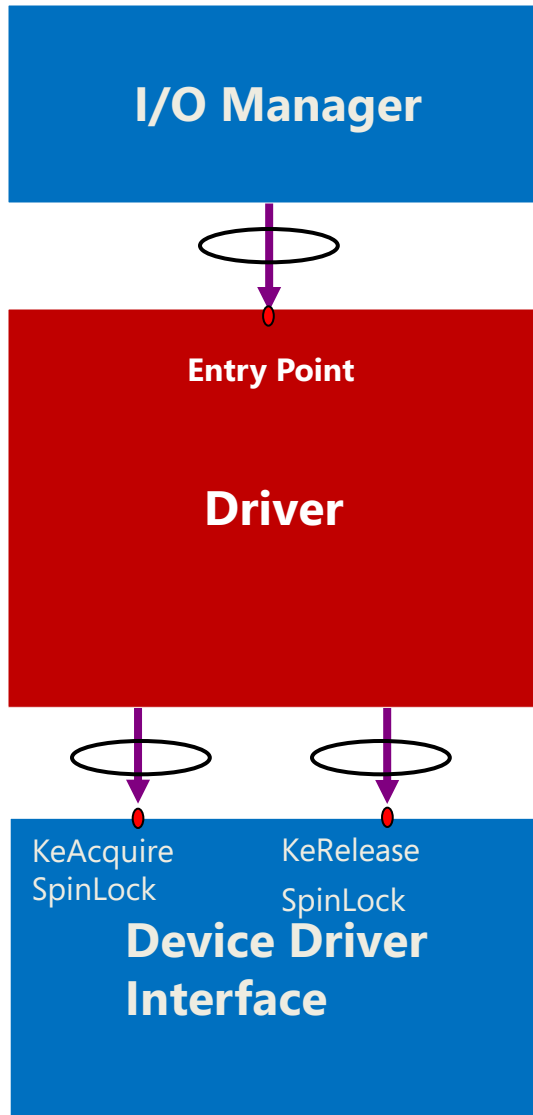 I/O Manager
Entry Point
Driver
KeAcquire
SpinLock
KeRelease
SpinLock
Device Driver
Interface